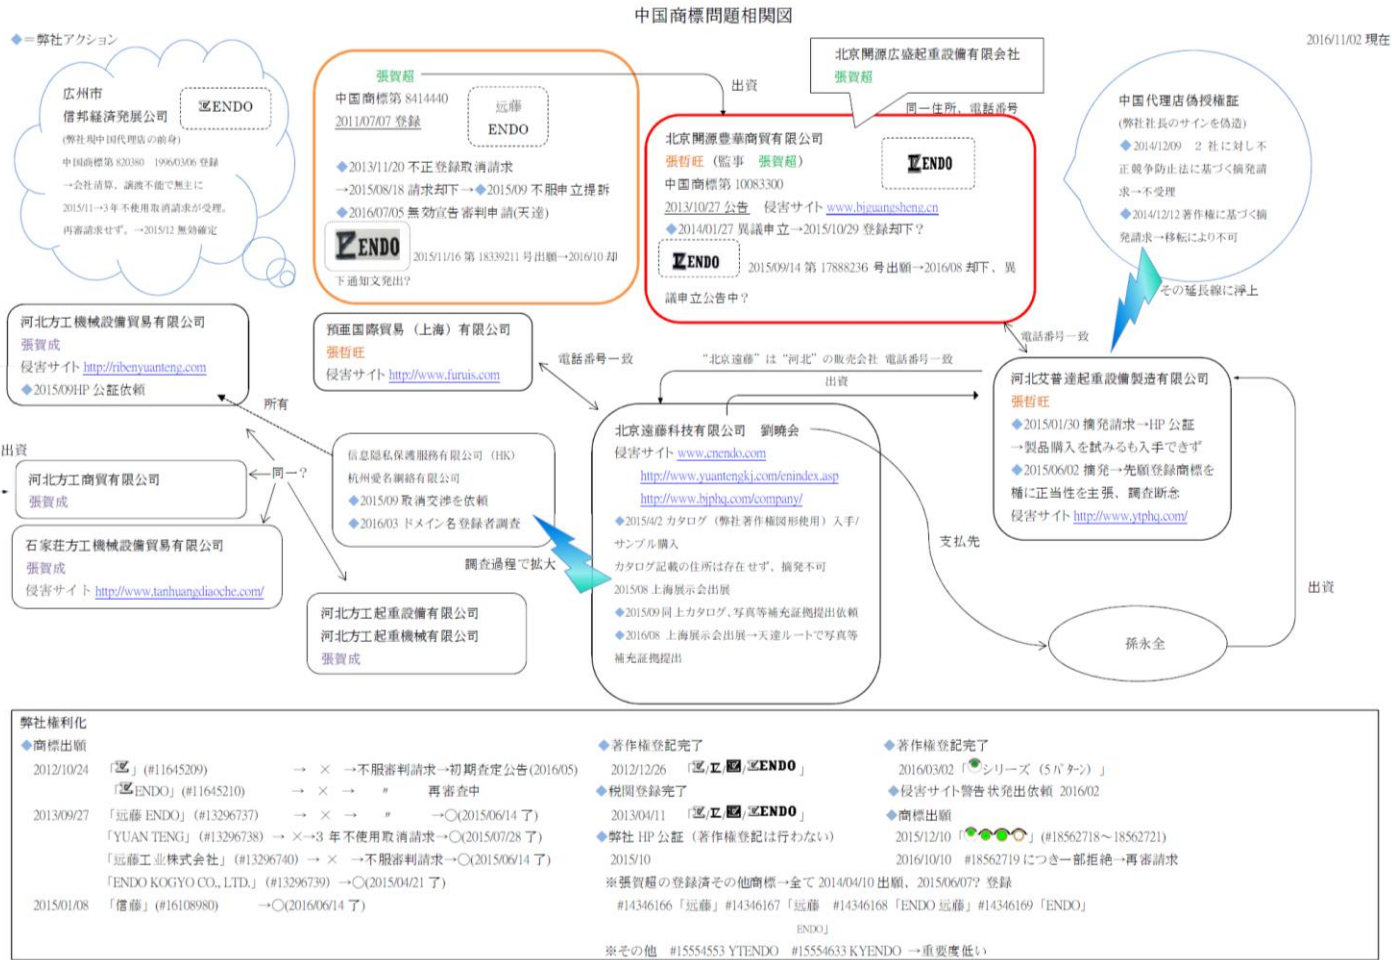 中国商標問題相関図
◆=弊社アクション
2016/11/02 現在
広州市
信邦経済発展公司
ENDO
(弊社現中国代理店の前身)
中国商標第 820380 1996/03/06 登録
→会社清算、譲渡不能で無主に
2015/11→3年不使用取消請求が受理。
再審請求せず。→2015/12 無効確定
張賀超
中国商標第 8414440
2011/07/07 登録
远藤
ENDO
◆2013/11/20 不正登録取消請求
→2015/08/18 請求却下→◆2015/09 不服申立提訴
◆2016/07/05 無効宣告審判申請(天達)
ENDO
2015/11/16 第 18339211 号出願→2016/10 却
下通知文発出?
出資
北京開源広盛起重設備有限会社
張賀超
同一住所、電話番号
北京開源豊華商貿有限公司
張哲旺 (監事 張賀超)
ENDO
中国商標第 10083300
2013/10/27 公告 侵害サイト www.bjguangsheng.cn
◆2014/01/27 異議申立→2015/10/29 登録却下?
ENDO
2015/09/14 第 17888236 号出願→2016/08 却下、異
議申立公告中?
中国代理店偽授権証
(弊社社長のサインを偽造)
◆2014/12/09 2 社に対し不
正競争防止法に基づく摘発請
求→不受理
◆2014/12/12 著作権に基づく摘
発請求→移転により不可
その延長線に浮上
電話番号一致
河北方工機械設備貿易有限公司
張賀成
侵害サイト http://ribenyuanteng.com
◆2015/09HP 公証依頼
預亜国際貿易(上海)有限公司
張哲旺
侵害サイト http://www.furuis.com
電話番号一致
“北京遠藤”は“河北”の販売会社 電話番号一致
出資
河北艾普達起重設備製造有限公司
張哲旺
◆2015/01/30 摘発請求→HP 公証
→製品購入を試みるも入手できず
◆2015/06/02 摘発→先願登録商標を
楯に正当性を主張、調査断念
侵害サイト http://www.ytphq.com/
所有
出資
河北方工商貿有限公司
張賀成
同一?
信息隠私保護服務有限公司(HK)
杭州愛名網絡有限公司
◆2015/09 取消交渉を依頼
◆2016/03 ドメイン名登録者調査
調査過程で拡大
北京遠藤科技有限公司 劉曉会
侵害サイト www.cnendo.com
http://www.yuantengkj.com/enindex.asp
http://www.bjphq.com/company/
◆2015/4/2 カタログ(弊社著作権図形使用)入手/
サンプル購入
カタログ記載の住所は存在せず、摘発不可
2015/08 上海展示会出展
◆2015/09 同上カタログ、写真等補充証拠提出依頼
◆2016/08 上海展示会出展→天達ルートで写真等
補充証拠提出
支払先
出資
孫永全
石家荘方工機械設備貿易有限公司
張賀成
侵害サイト http://www.tanhuangdiaoche.com/
河北方工起重設備有限公司
河北方工起重機械有限公司
張賀成
弊社権利化
◆商標出願
2012/10/24 「」(#11645209) → × →不服審判請求→初期査定公告(2016/05)
「ENDO」(#11645210) → × → 〃 再審査中
2013/09/27 「远藤 ENDO」(#13296737) → × → 〃 →○(2015/06/14 了)
「YUAN TENG」(#13296738) → ×→3 年不使用取消請求→○(2015/07/28 了)
「远藤工业株式会社」(#13296740) → × →不服審判請求→○(2015/06/14 了)
「ENDO KOGYO CO., LTD.」(#13296739) →○(2015/04/21 了)
2015/01/08 「信藤」(#16108980) →○(2016/06/14 了)
◆著作権登記完了
2012/12/26 「/ / /ENDO」
◆税関登録完了
2013/04/11 「/ / /ENDO」
◆弊社 HP 公証(著作権登記は行わない)
2015/10
※張賀超の登録済その他商標→全て 2014/04/10 出願、2015/06/07? 登録
#14346166「远藤」#14346167「远藤 #14346168「ENDO 远藤」#14346169「ENDO」
ENDO」
※その他 #15554553 YTENDO #15554633 KYENDO →重要度低い
◆著作権登記完了
2016/03/02「シリーズ(5パターン)」
◆侵害サイト警告状発出依頼 2016/02
◆商標出願
2015/12/10「」(#18562718~18562721)
2016/10/10 #18562719 につき一部拒絶→再審請求